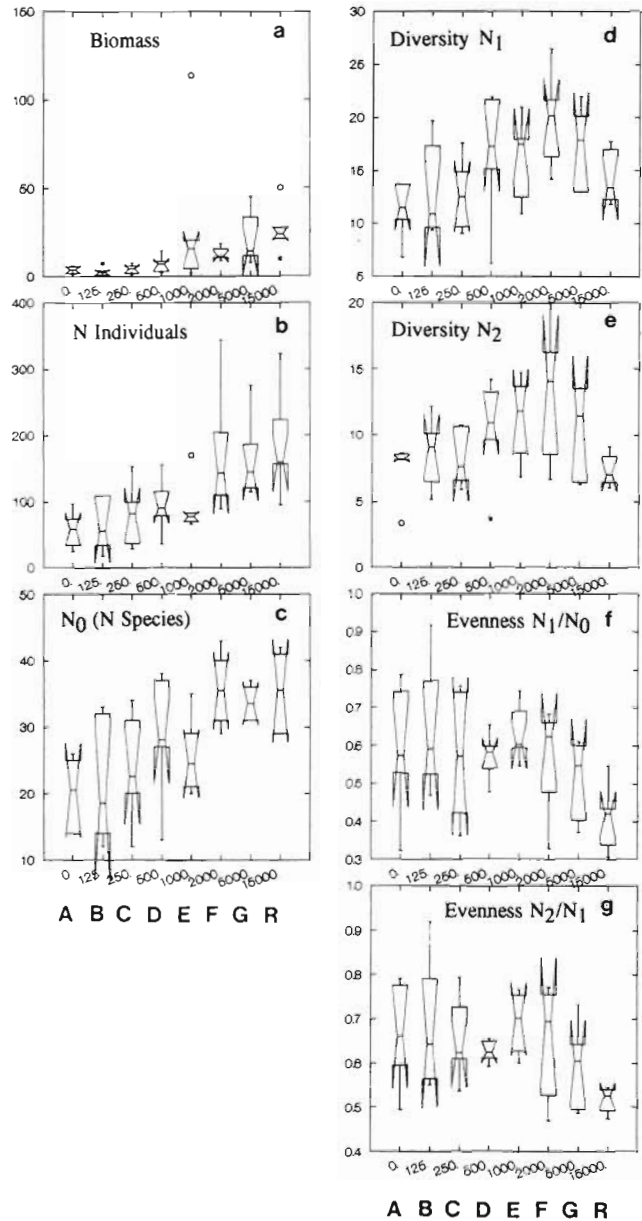 a
Biomass
150
100
50
0
0. 125. 250. 500. 1000. 2000. 5000. 15000.
b
N Individuals
400
300
200
100
0
0. 125. 250. 500. 1000. 2000. 5000. 15000.
c
N0 (N Species)
40
30
20
10
0. 125. 250. 500. 1000. 2000. 5000. 15000.
A B C D E F G R
d
Diversity N1
30
25
20
15
10
5
0. 125. 250. 500. 1000. 2000. 5000. 15000.
e
Diversity N2
20
15
10
5
0
0. 125. 250. 500. 1000. 2000. 5000. 15000.
f
Evenness N1/N0
1.0
0.9
0.8
0.7
0.6
0.5
0.4
0.3
0. 125. 250. 500. 1000. 2000. 5000. 15000.
g
Evenness N2/N1
1.0
0.9
0.8
0.7
0.6
0.5
0.4
0. 125. 250. 500. 1000. 2000. 5000. 15000.
A B C D E F G R